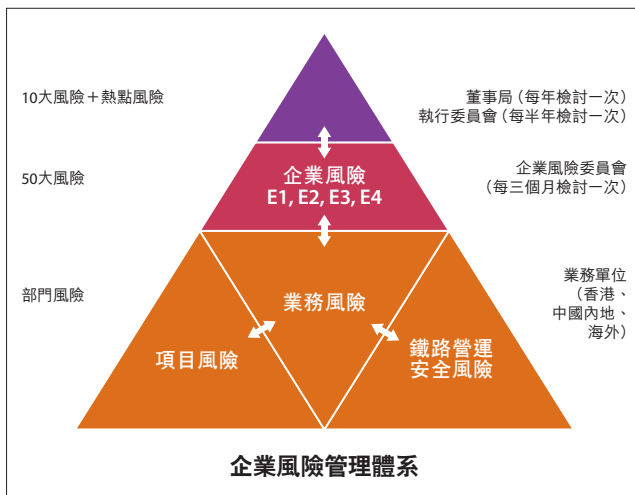 10大風險＋熱點風險
董事局（每年檢討一次）
執行委員會（每半年檢討一次）
50大風險
企業風險
E1, E2, E3, E4
企業風險委員會
（每三個月檢討一次）
部門風險
業務風險
項目風險
鐵路營運
安全風險
業務單位
（香港、
中國內地、
海外）
企業風險管理體系